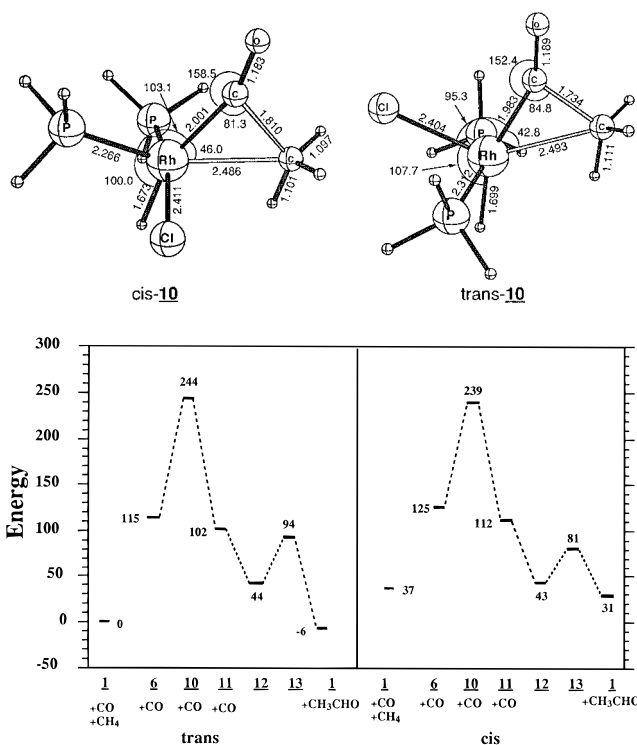 O
1.183
158.5
C
103.1
P
2.001
81.3
1.810
P
46.0
2.266
Rh
2.486
C
1.097
1.101
100.0
1.673
2.411
Cl
cis-10
O
1.189
152.4
C
Cl
95.3
1.983
84.8
1.734
2.404
P
42.8
C
Rh
2.493
1.111
107.7
2.312
1.699
P
trans-10
Energy
300
250
200
150
100
50
0
-50
0
115
244
102
44
94
-6
37
125
239
112
43
81
31
1 6 10 11 12 13 1
+CO +CO +CO +CO +CH3CHO
+CH4
trans
1 6 10 11 12 13 1
+CO +CO +CO +CO +CH3CHO
+CH4
cis